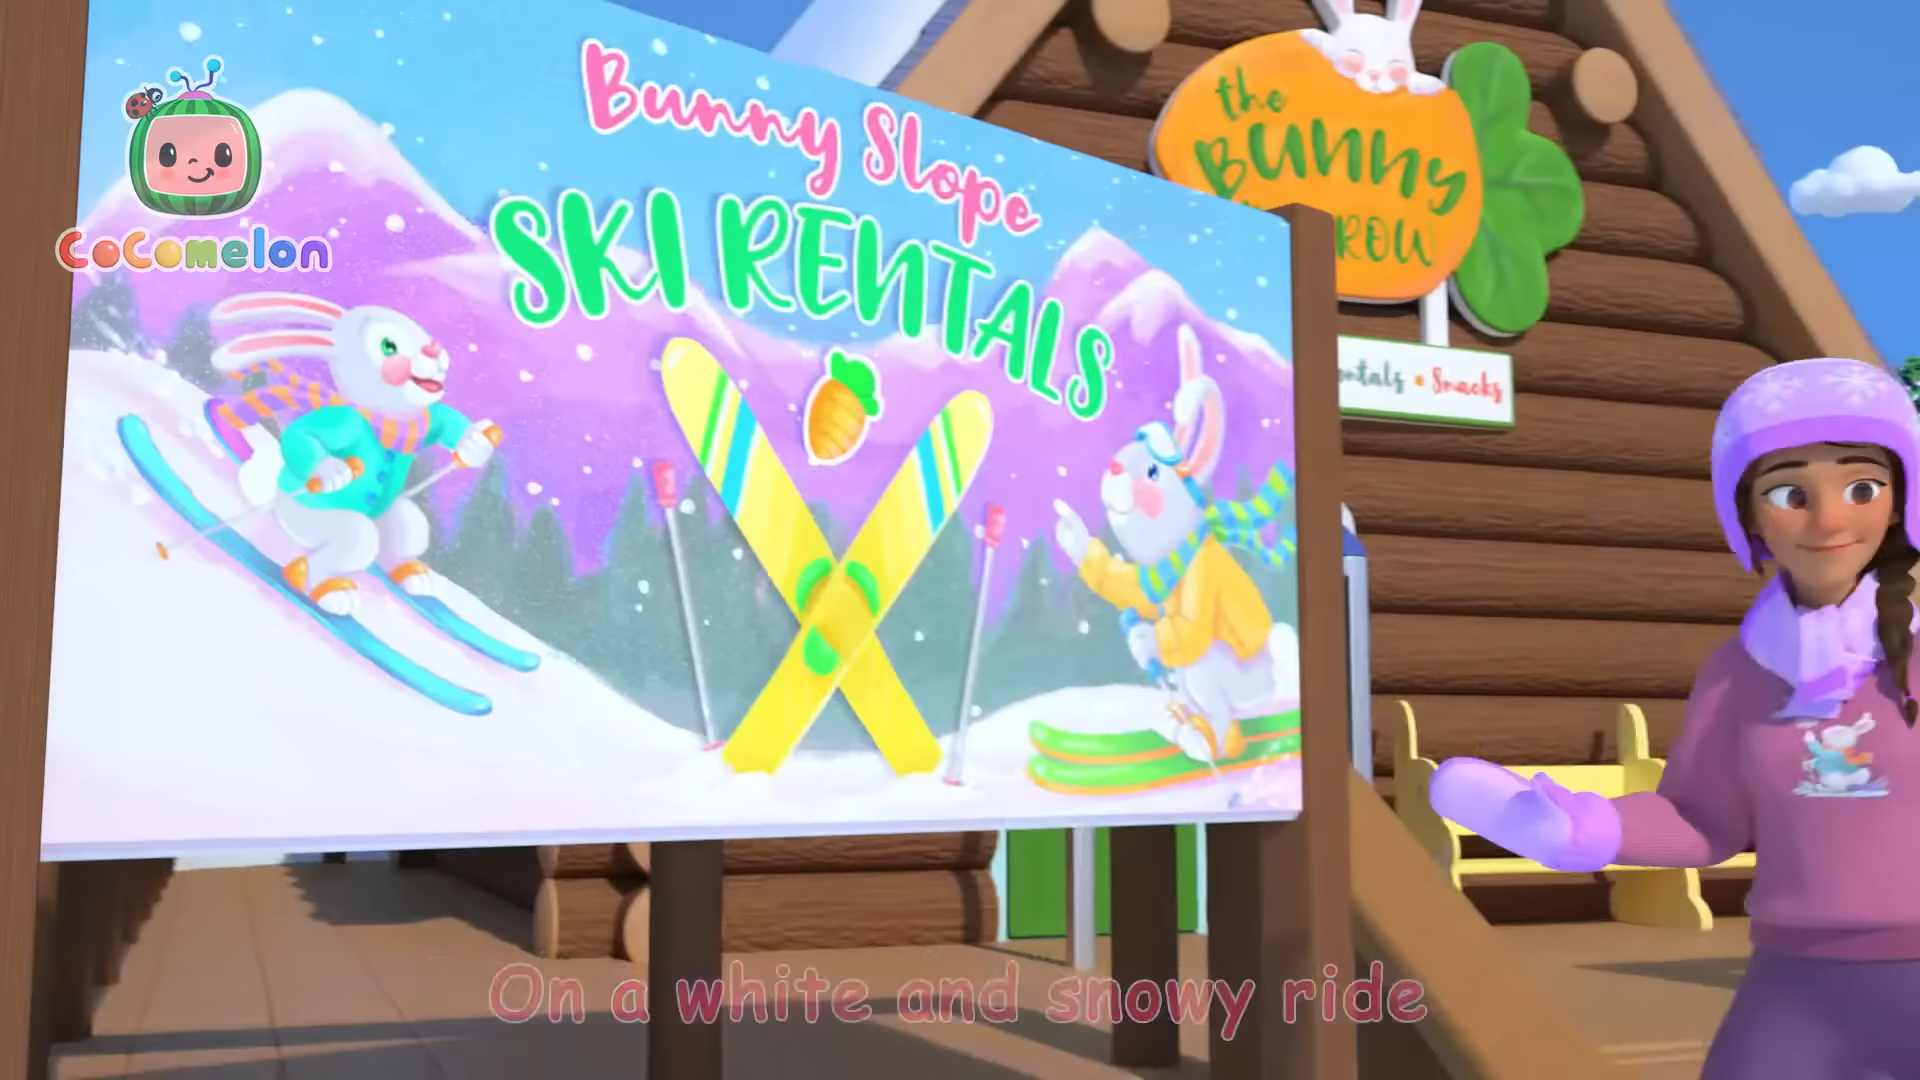 CoComelon
Bunny Slope
SKI RENTALS
the
BUNNY
Snacks
On a white and snowy ride